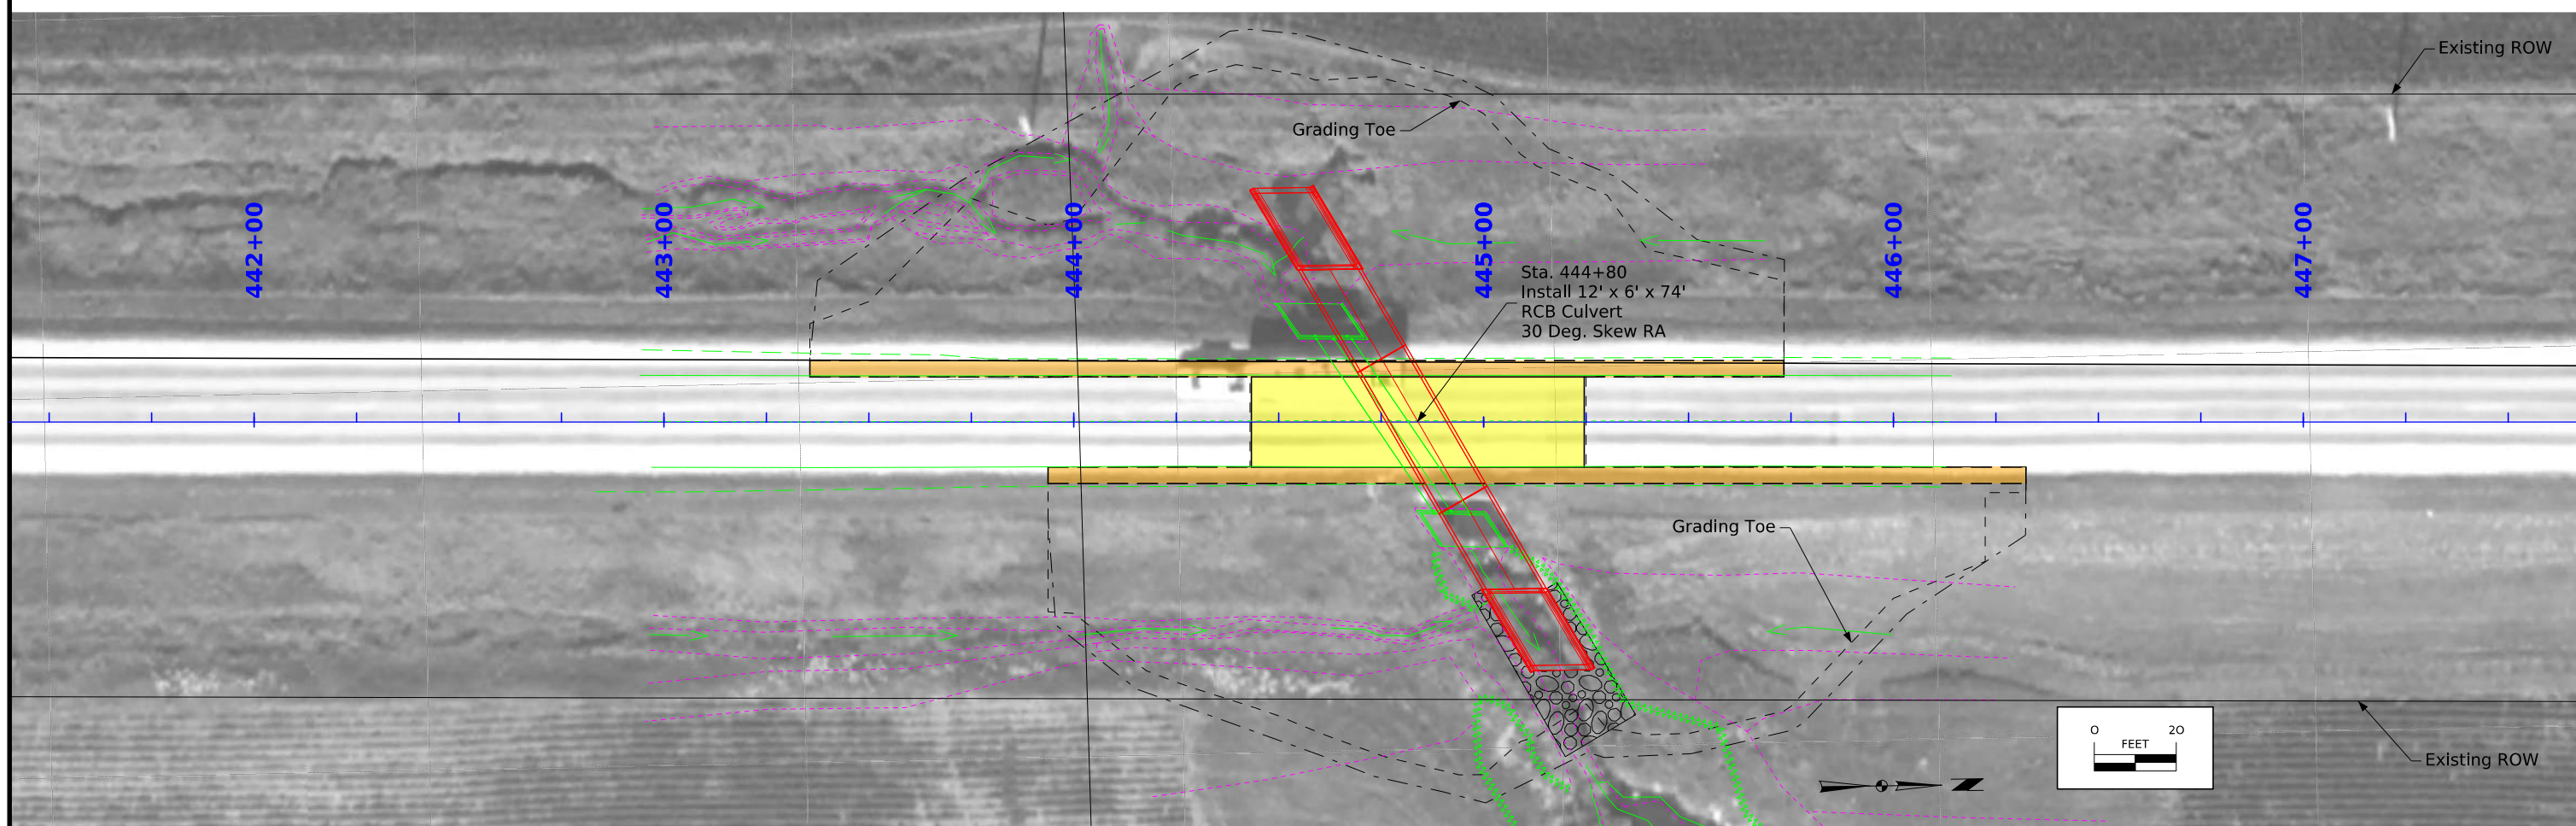 Existing ROW
Grading Toe
442+00
443+00
444+00
445+00
446+00
447+00
Sta. 444+80
Install 12' x 6' x 74'
RCB Culvert
30 Deg. Skew RA
Grading Toe
0 20
FEET
Existing ROW
Z